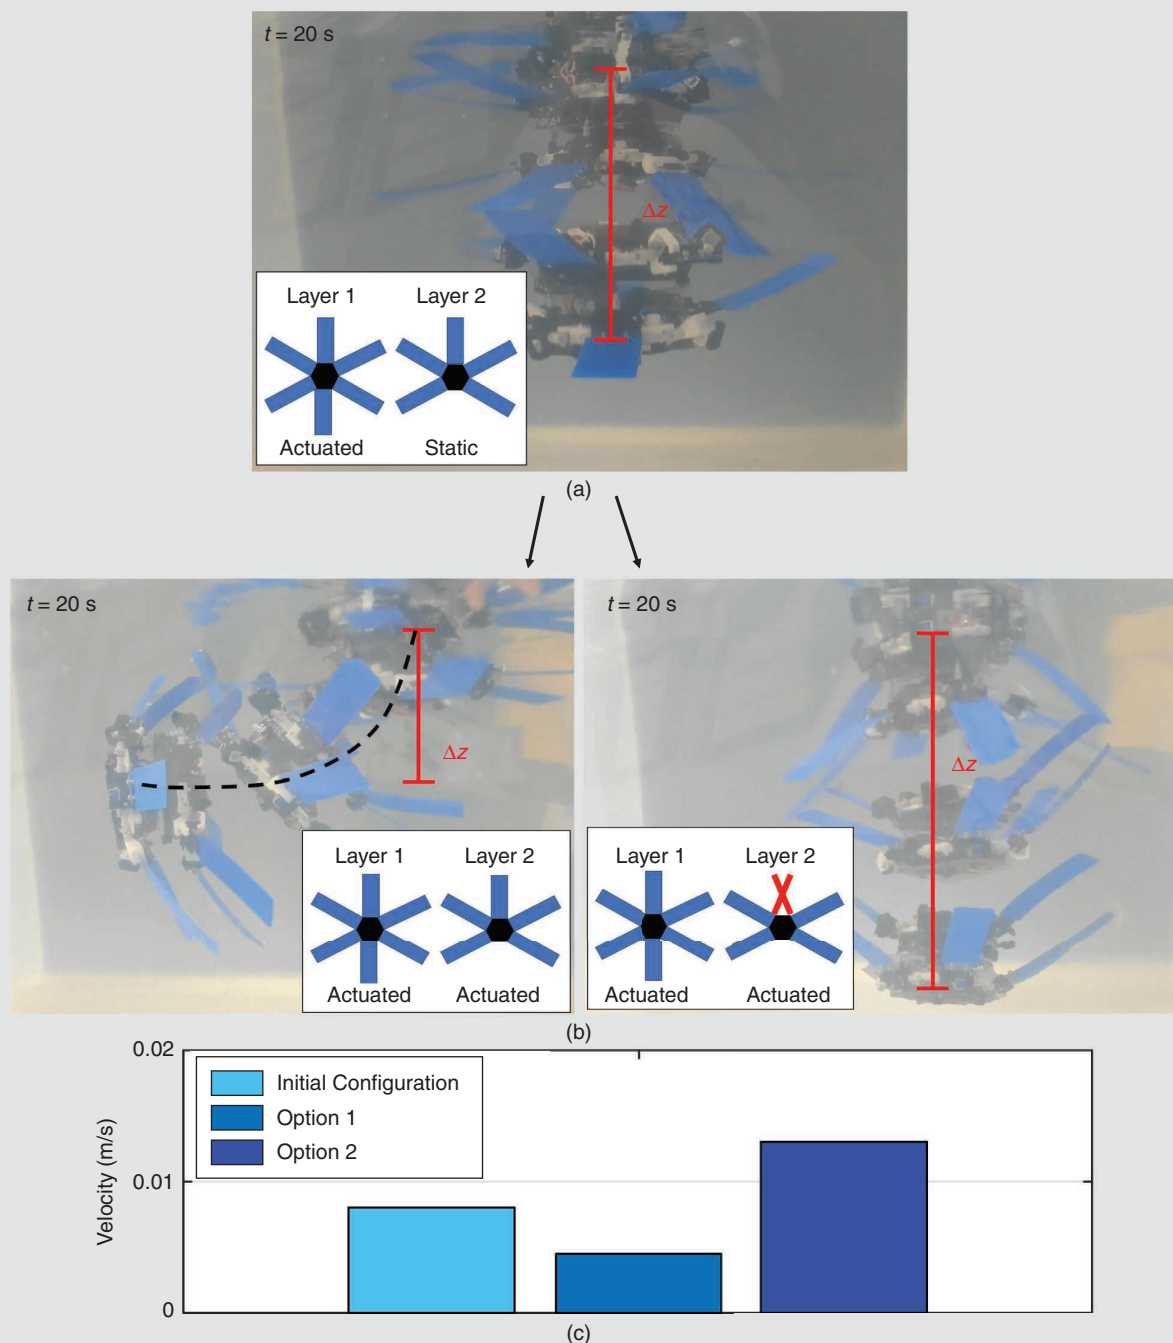 t = 20 s
Δz
Layer 1 Layer 2
Actuated Static
(a)
t = 20 s
Δz
Layer 1 Layer 2
Actuated Actuated
t = 20 s
Δz
Layer 1 Layer 2
Actuated Actuated
(b)
0.02
0.01
0
Velocity (m/s)
Initial Configuration
Option 1
Option 2
(c)